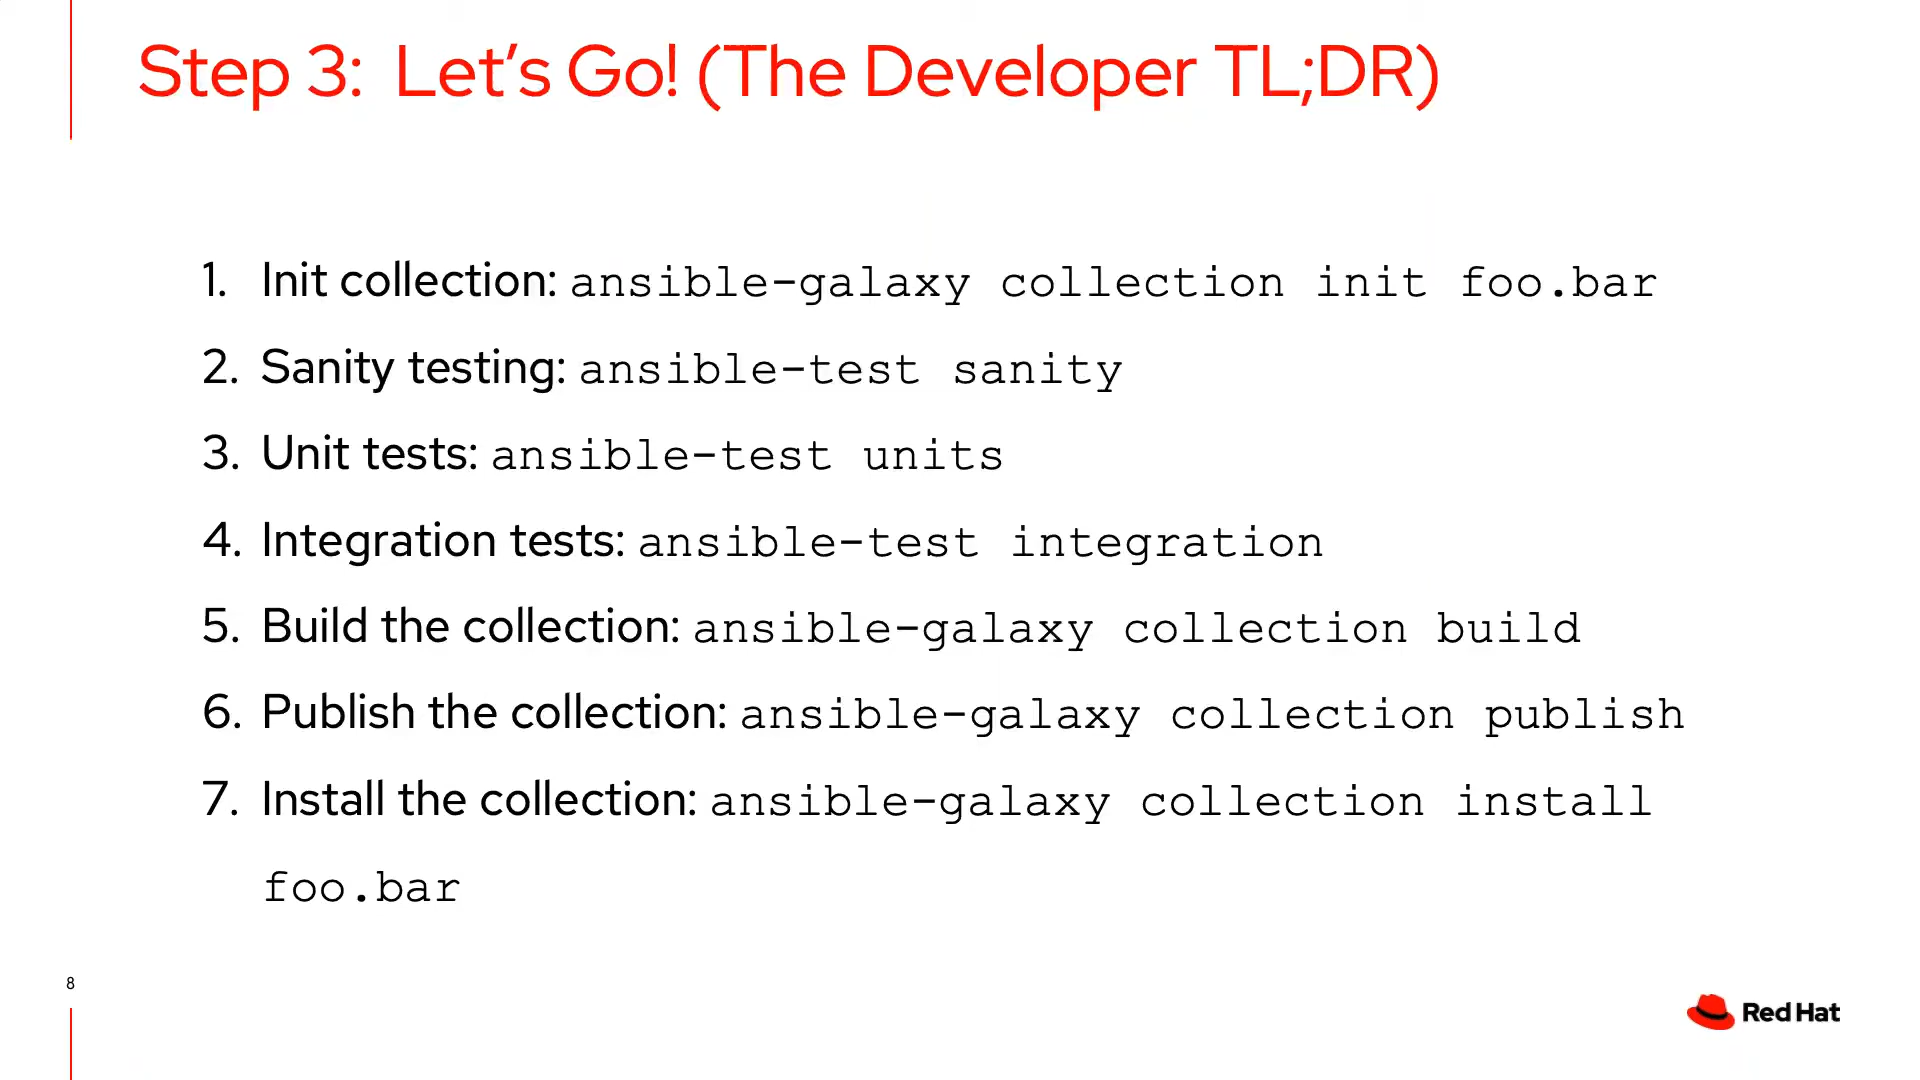 Step 3: Let’s Go! (The Developer TL;DR)
1. Init collection: ansible-galaxy collection init foo.bar
2. Sanity testing: ansible-test sanity
3. Unit tests: ansible-test units
4. Integration tests: ansible-test integration
5. Build the collection: ansible-galaxy collection build
6. Publish the collection: ansible-galaxy collection publish
7. Install the collection: ansible-galaxy collection install
foo.bar
8
Red Hat